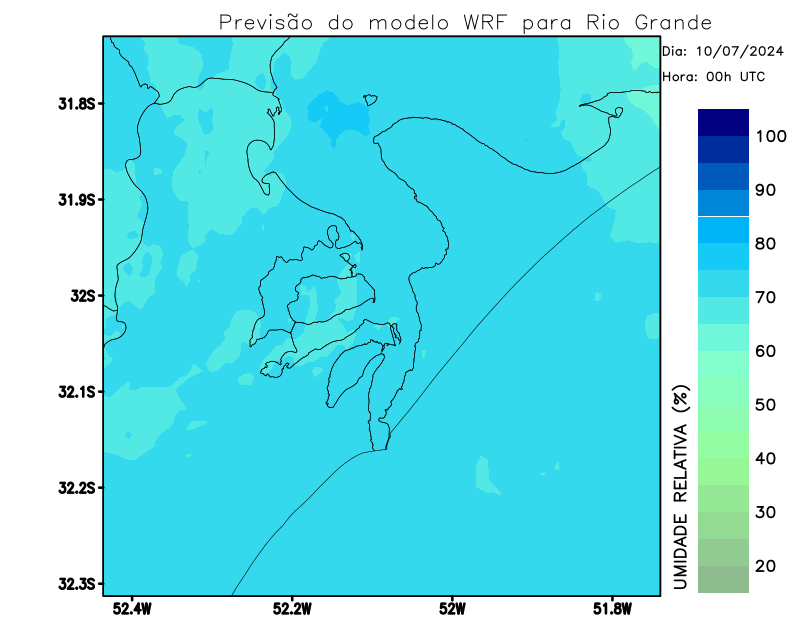 Previsão do modelo WRF para Rio Grande
Dia: 10/07/2024
Hora: 00h UTC
31.8S
31.9S
32S
32.1S
32.2S
32.3S
52.4W
52.2W
52W
51.8W
100
90
80
70
60
50
40
30
20
UMIDADE RELATIVA (%)